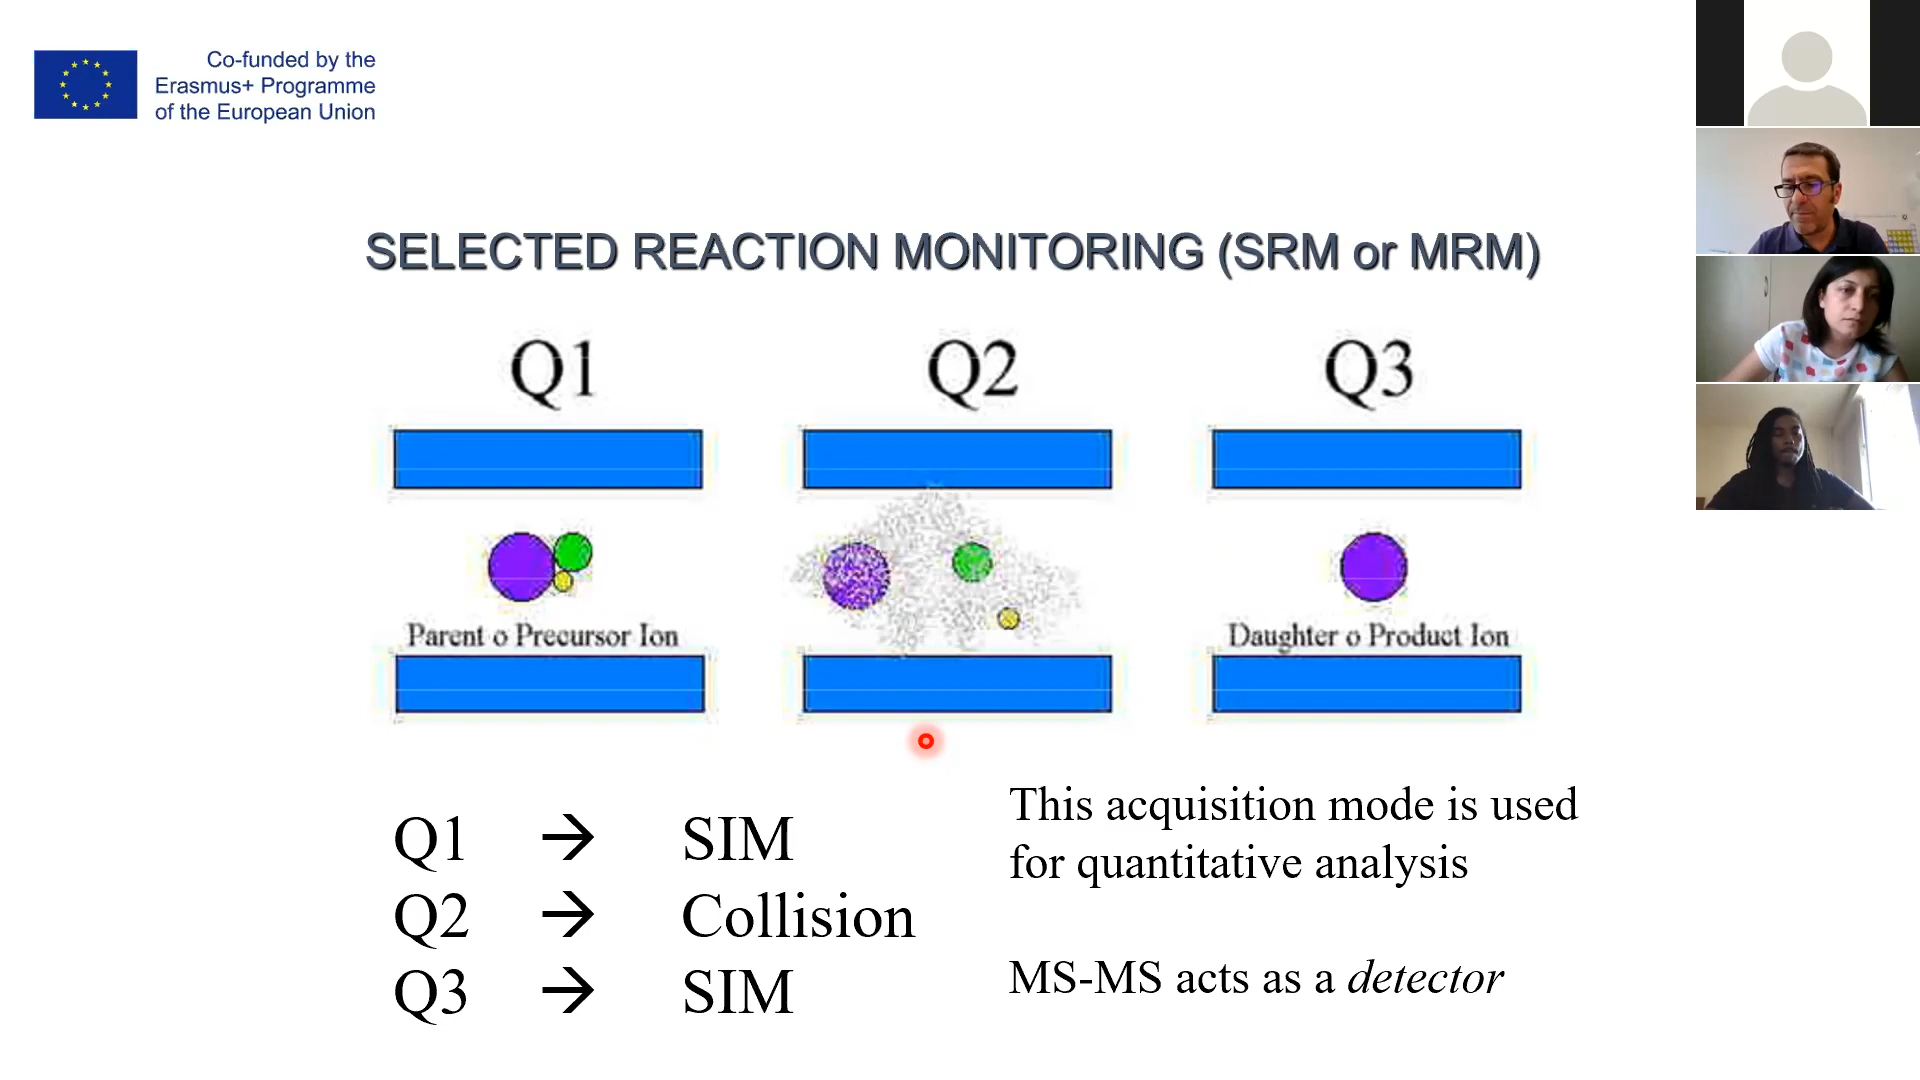 Co-funded by the
Erasmus+ Programme
of the European Union
SELECTED REACTION MONITORING (SRM or MRM)
Q1 Q2 Q3
Parent o Precursor Ion Daughter o Product Ion
Q1 → SIM
Q2 → Collision
Q3 → SIM
This acquisition mode is used
for quantitative analysis
MS-MS acts as a detector